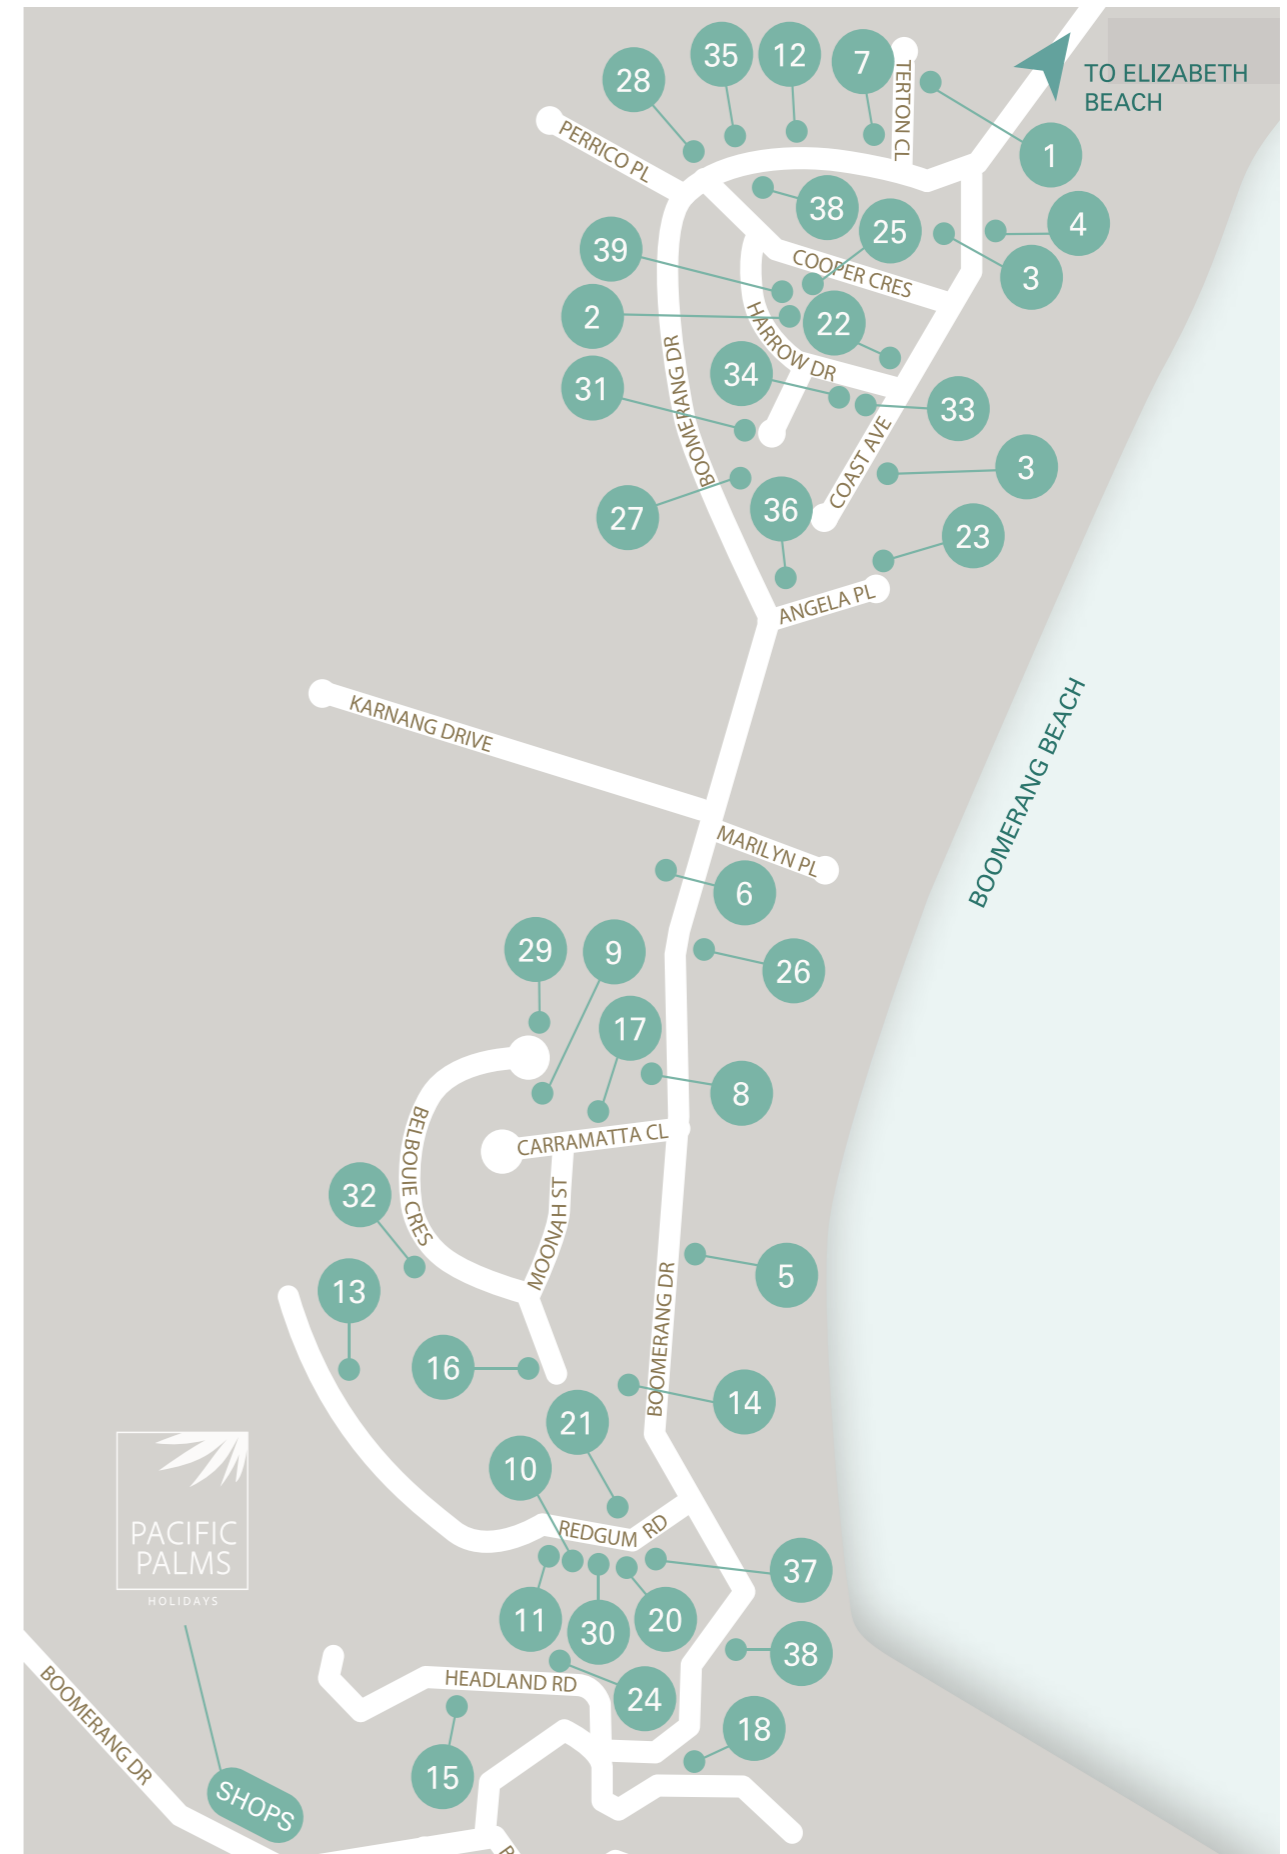 35
12
7
28
TERTON CL
TO ELIZABETH
BEACH
PERRICO PL
1
38
4
25
39
COOPER CRES
3
2
22
HARROW DR
34
31
BOOMERANG DR
33
COAST AVE
3
36
27
23
ANGELA PL
KARNANG DRIVE
BOOMERANG BEACH
MARILYN PL
6
29
9
26
17
8
BELBOUIE CRES
CARRAMATTA CL
32
MOONAH ST
5
13
BOOMERANG DR
16
14
21
10
PACIFIC
PALMS
HOLIDAYS
REDGUM RD
37
11
30
20
38
HEADLAND RD
24
BOOMERANG DR
18
15
SHOPS